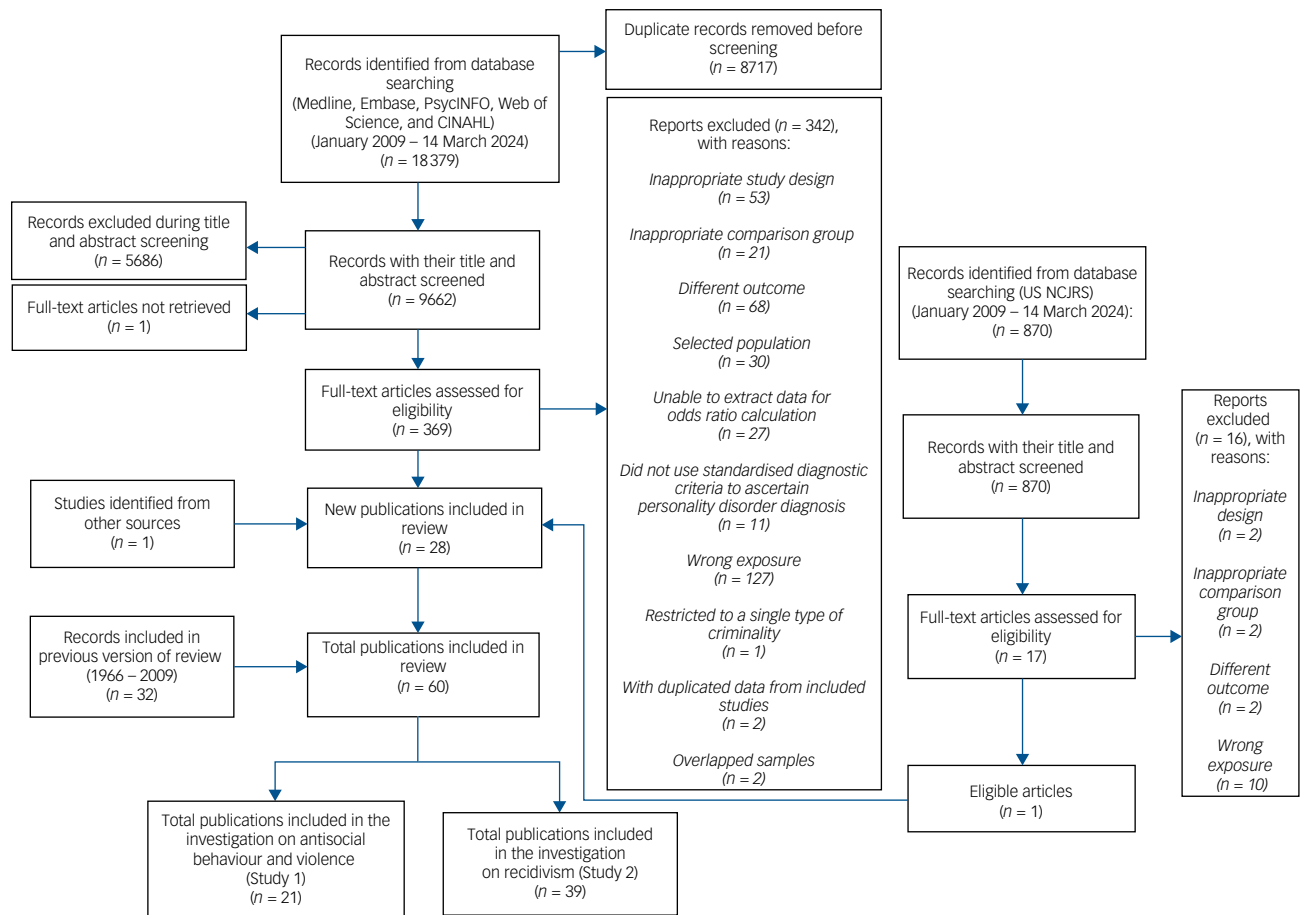 Records identified from database
searching
(Medline, Embase, PsycINFO, Web of
Science, and CINAHL)
(January 2009 – 14 March 2024)
(n = 18 379)
Duplicate records removed before
screening
(n = 8717)
Records excluded during title
and abstract screening
(n = 5686)
Full-text articles not retrieved
(n = 1)
Records with their title and
abstract screened
(n = 9662)
Full-text articles assessed for
eligibility
(n = 369)
Reports excluded (n = 342),
with reasons:
Inappropriate study design
(n = 53)
Inappropriate comparison group
(n = 21)
Different outcome
(n = 68)
Selected population
(n = 30)
Unable to extract data for
odds ratio calculation
(n = 27)
Did not use standardised diagnostic
criteria to ascertain
personality disorder diagnosis
(n = 11)
Wrong exposure
(n = 127)
Restricted to a single type of
criminality
(n = 1)
With duplicated data from included
studies
(n = 2)
Overlapped samples
(n = 2)
Studies identified from
other sources
(n = 1)
New publications included in
review
(n = 28)
Records included in
previous version of review
(1966 – 2009)
(n = 32)
Total publications included in
review
(n = 60)
Total publications included in the
investigation on antisocial
behaviour and violence
(Study 1)
(n = 21)
Total publications included
in the investigation
on recidivism (Study 2)
(n = 39)
Records identified from database
searching (US NCJRS)
(January 2009 – 14 March 2024):
(n = 870)
Records with their title and
abstract screened
(n = 870)
Full-text articles assessed for
eligibility
(n = 17)
Reports
excluded
(n = 16), with
reasons:
Inappropriate
design
(n = 2)
Inappropriate
comparison
group
(n = 2)
Different
outcome
(n = 2)
Wrong
exposure
(n = 10)
Eligible articles
(n = 1)